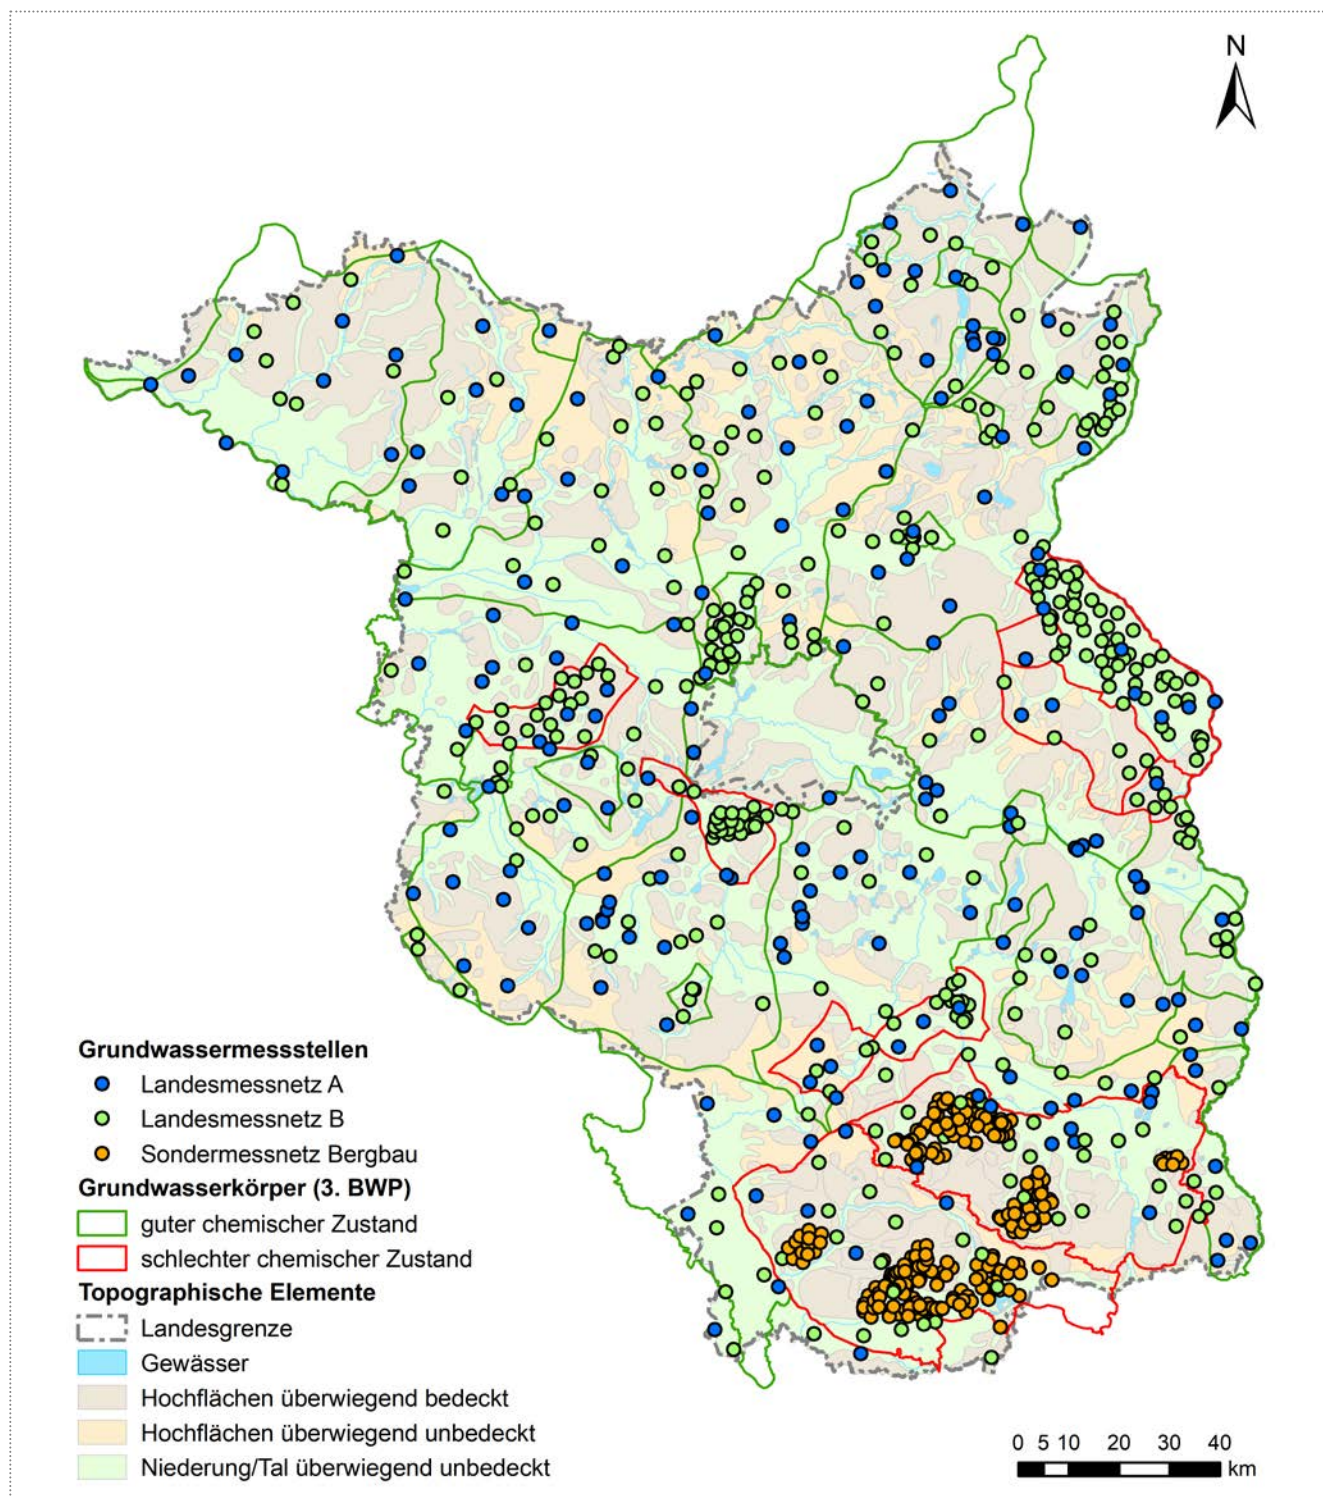 N
Grundwassermessstellen
Landesmessnetz A
Landesmessnetz B
Sondermessnetz Bergbau
Grundwasserkörper (3. BWP)
guter chemischer Zustand
schlechter chemischer Zustand
Topographische Elemente
Landesgrenze
Gewässer
Hochflächen überwiegend bedeckt
Hochflächen überwiegend unbedeckt
Niederung/Tal überwiegend unbedeckt
0 5 10 20 30 40
km